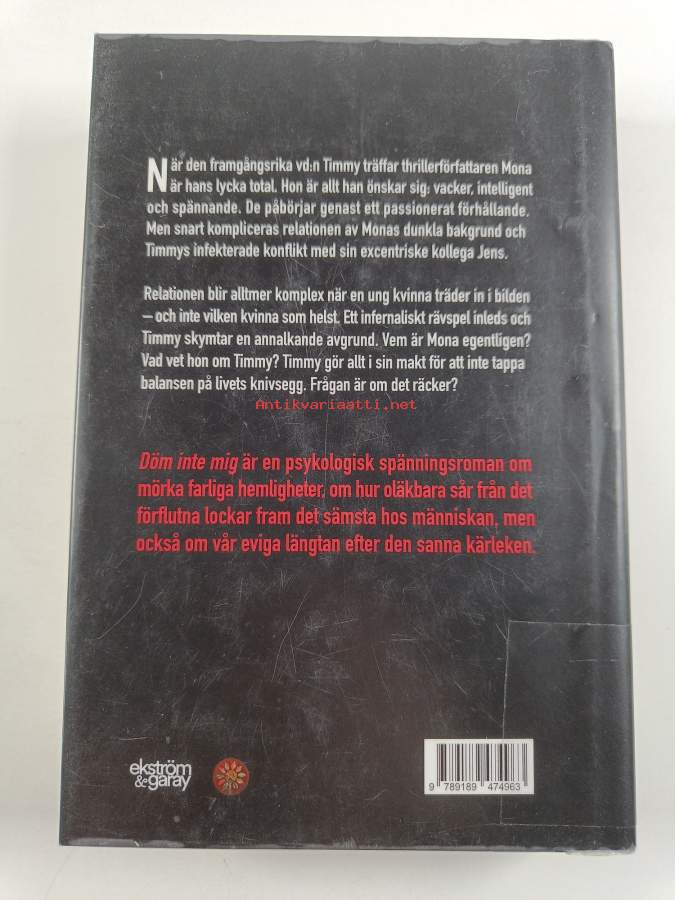 När den framgångsrika vd:n Timmy träffar thrillerförfattaren Mona
är hans lycka total. Hon är allt han önskar sig: vacker, intelligent
och spännande. De påbörjar genast ett passionerat förhållande.
Men snart kompliceras relationen av Monas dunkla bakgrund och
Timmys infekterade konflikt med sin excentriske kollega Jens.
Relationen blir alltmer komplex när en ung kvinna träder in i bilden
– och inte vilken kvinna som helst. Ett infernaliskt rävspel inleds och
Timmy skymtar en annalkande avgrund. Vem är Mona egentligen?
Vad vet hon om Timmy? Timmy gör allt i sin makt för att inte tappa
balansen på livets knivsegg. Frågan är om det räcker?
Antikvariaatti.net
Döm inte mig är en psykologisk spänningsroman om
mörka farliga hemligheter, om hur oläkbara sår från det
förflutna lockar fram det sämsta hos människan, men
också om vår eviga längtan efter den sanna kärleken.
ekström
&garay
9 789189 474963